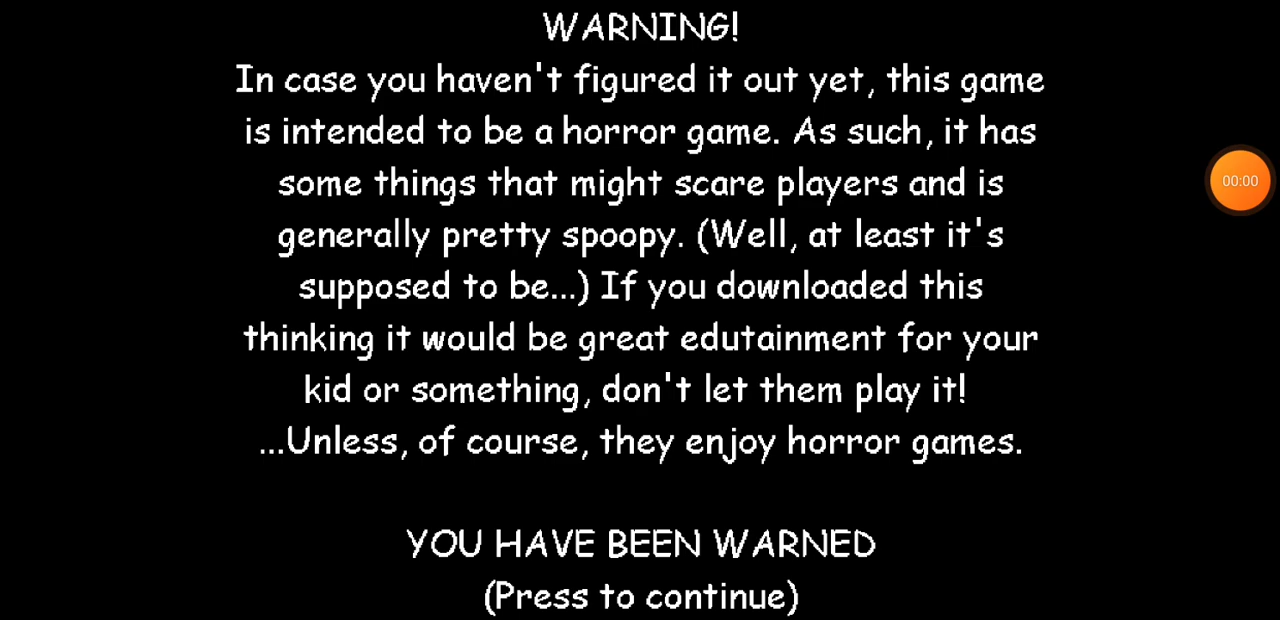 WARNING!
In case you haven't figured it out yet, this game
is intended to be a horror game. As such, it has
some things that might scare players and is
generally pretty spoopy. (Well, at least it's
supposed to be...) If you downloaded this
thinking it would be great edutainment for your
kid or something, don't let them play it!
...Unless, of course, they enjoy horror games.
YOU HAVE BEEN WARNED
(Press to continue)
00:00